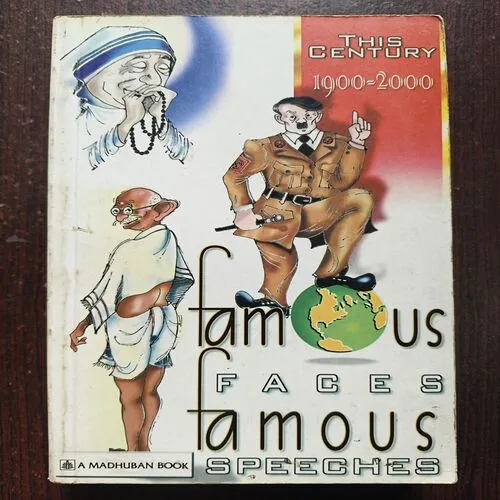 THIS
CENTURY
1900-2000
famous
FACES
famous
SPEECHES
A MADHUBAN BOOK